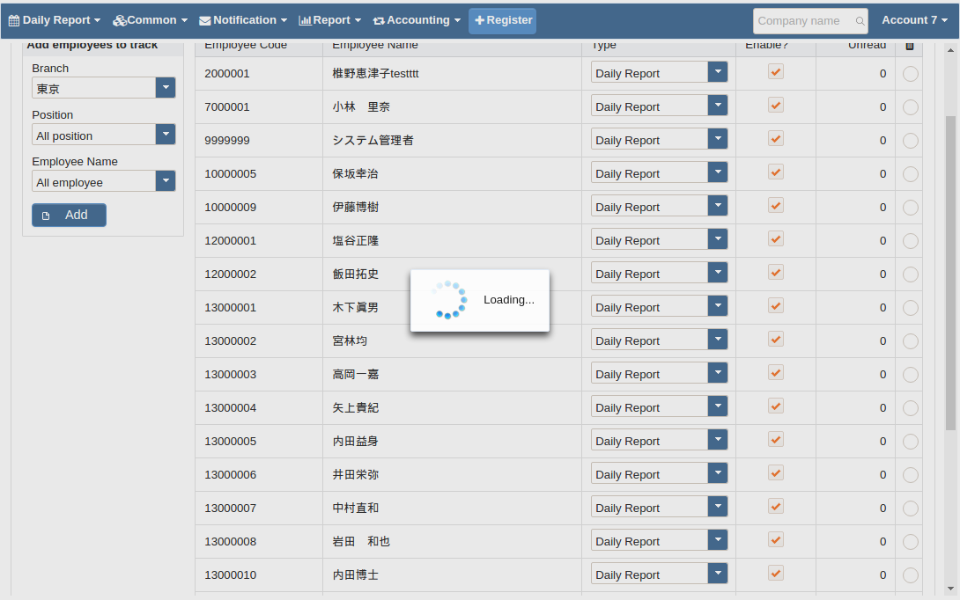 Daily Report Common Notification Report Accounting Register Company name Account 7
Add employees to track
Branch
東京
Position
All position
Employee Name
All employee
Add
Employee Code Employee Name Type Enable? Unread
2000001 椎野恵津子testttt Daily Report 0
7000001 小林　里奈 Daily Report 0
9999999 システム管理者 Daily Report 0
10000005 保坂幸治 Daily Report 0
10000009 伊藤博樹 Daily Report 0
12000001 塩谷正隆 Daily Report 0
12000002 飯田拓史 Daily Report 0
Loading...
13000001 木下眞男 Daily Report 0
13000002 宮林均 Daily Report 0
13000003 高岡一嘉 Daily Report 0
13000004 矢上貴紀 Daily Report 0
13000005 内田益身 Daily Report 0
13000006 井田栄弥 Daily Report 0
13000007 中村直和 Daily Report 0
13000008 岩田　和也 Daily Report 0
13000010 内田博士 Daily Report 0